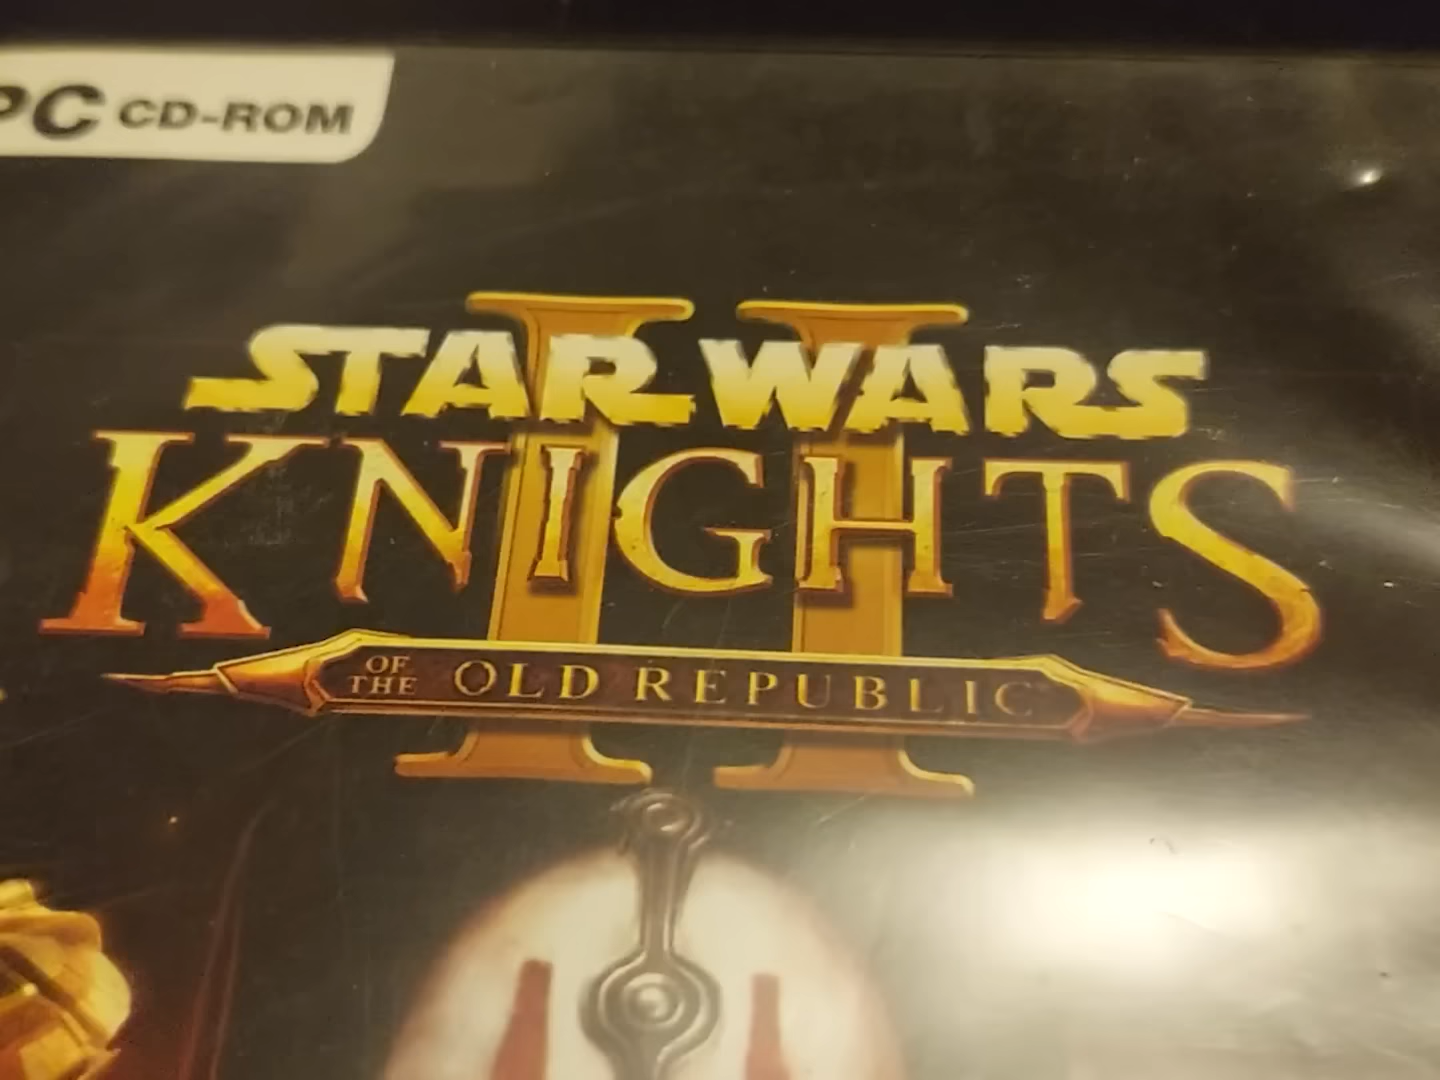 PC CD-ROM
II
STAR WARS
KNIGHTS
OF
THE
OLD REPUBLIC